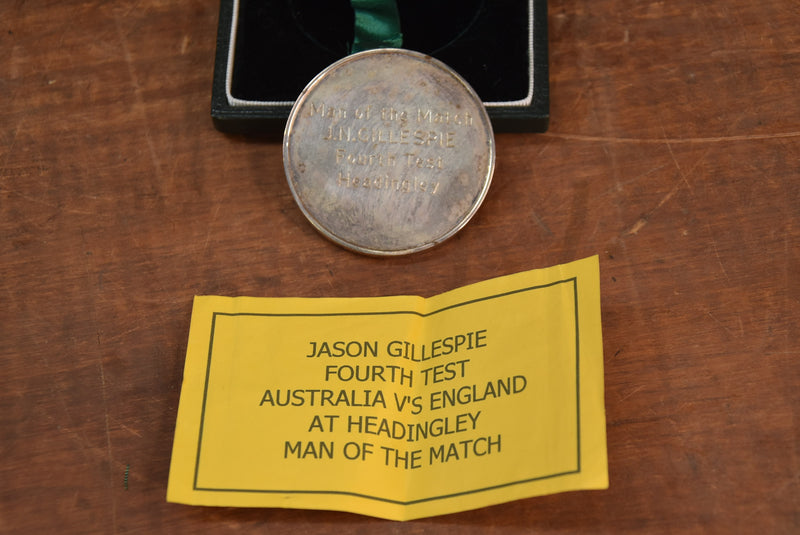 Man of the Match
J.N.GILLESPIE
Fourth Test
Headingley
JASON GILLESPIE
FOURTH TEST
AUSTRALIA V'S ENGLAND
AT HEADINGLEY
MAN OF THE MATCH